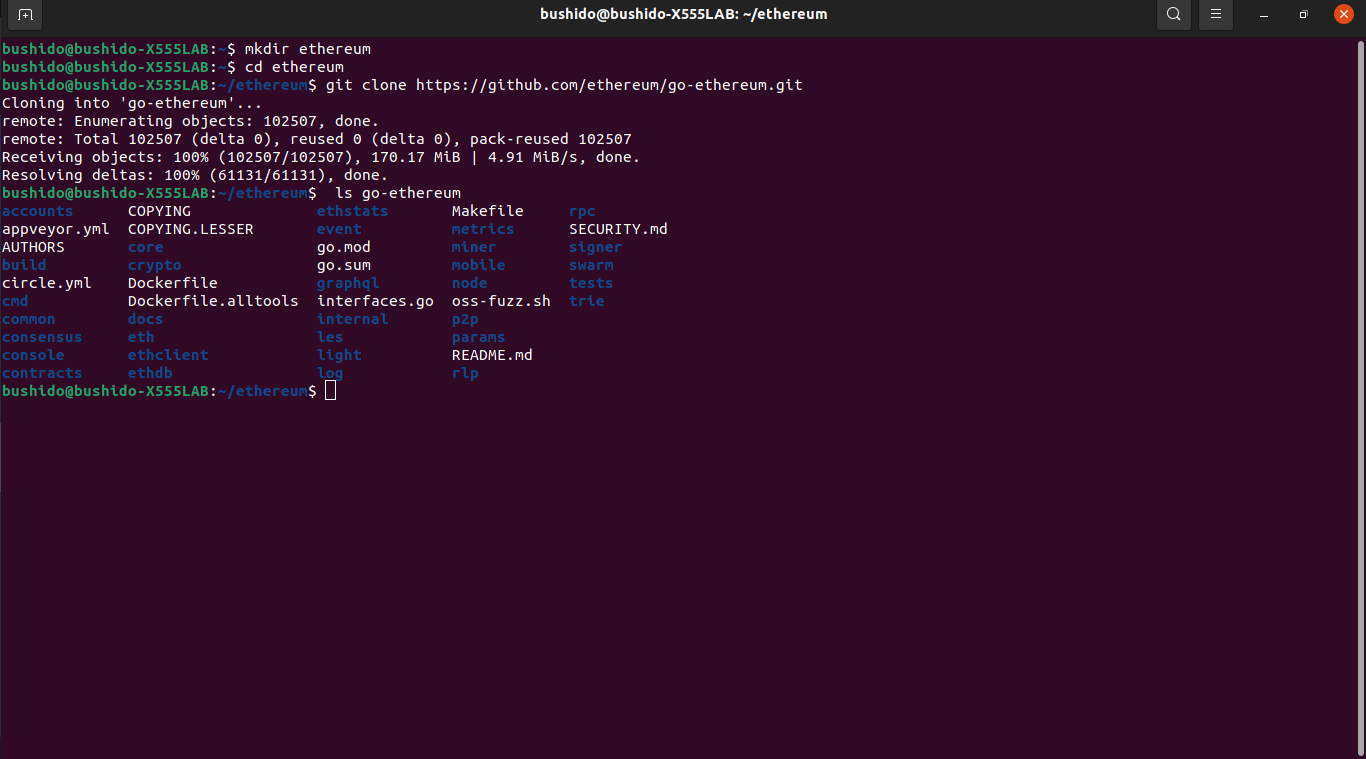 bushido@bushido-X555LAB: ~/ethereum
bushido@bushido-X555LAB:~$ mkdir ethereum
bushido@bushido-X555LAB:~$ cd ethereum
bushido@bushido-X555LAB:~/ethereum$ git clone https://github.com/ethereum/go-ethereum.git
Cloning into 'go-ethereum'...
remote: Enumerating objects: 102507, done.
remote: Total 102507 (delta 0), reused 0 (delta 0), pack-reused 102507
Receiving objects: 100% (102507/102507), 170.17 MiB | 4.91 MiB/s, done.
Resolving deltas: 100% (61131/61131), done.
bushido@bushido-X555LAB:~/ethereum$  ls go-ethereum
accounts      COPYING              ethstats       Makefile     rpc
appveyor.yml  COPYING.LESSER       event          metrics      SECURITY.md
AUTHORS       core                 go.mod         miner        signer
build         crypto               go.sum         mobile       swarm
circle.yml    Dockerfile           graphql        node         tests
cmd           Dockerfile.alltools  interfaces.go  oss-fuzz.sh  trie
common        docs                 internal       p2p
consensus     eth                  les            params
console       ethclient            light          README.md
contracts     ethdb                log            rlp
bushido@bushido-X555LAB:~/ethereum$